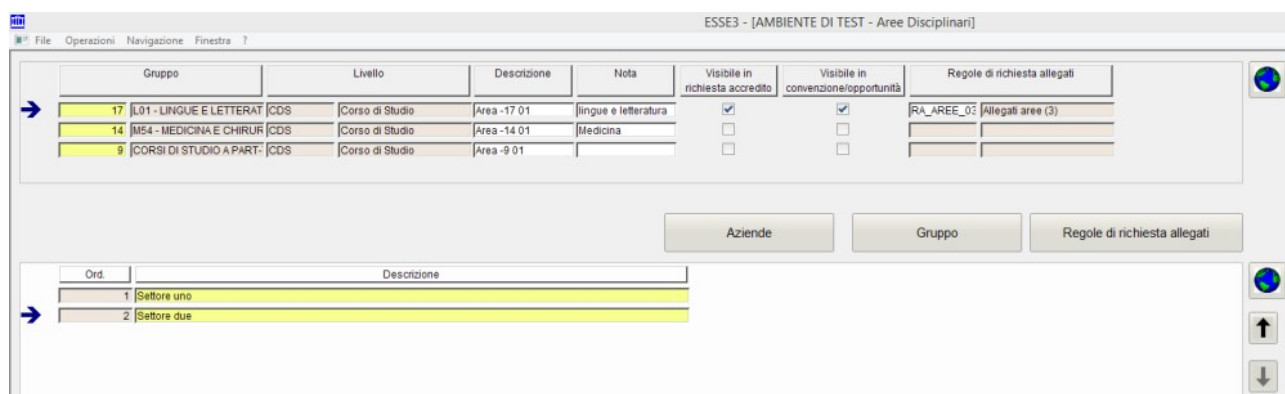 ESSE3 - [AMBIENTE DI TEST - Aree Disciplinari]
File Operazioni Navigazione Finestra ?
Gruppo Livello Descrizione Nota Visibile in richiesta accredito Visibile in convenzione/opportunità Regole di richiesta allegati
17 L01 - LINGUE E LETTERAT CDS Corso di Studio Area -17 01 lingue e letteratura RA_AREE_03 Allegati aree (3)
14 M54 - MEDICINA E CHIRUR CDS Corso di Studio Area -14 01 Medicina
9 CORSI DI STUDIO A PART- CDS Corso di Studio Area -9 01
Aziende Gruppo Regole di richiesta allegati
Ord. Descrizione
1 Settore uno
2 Settore due